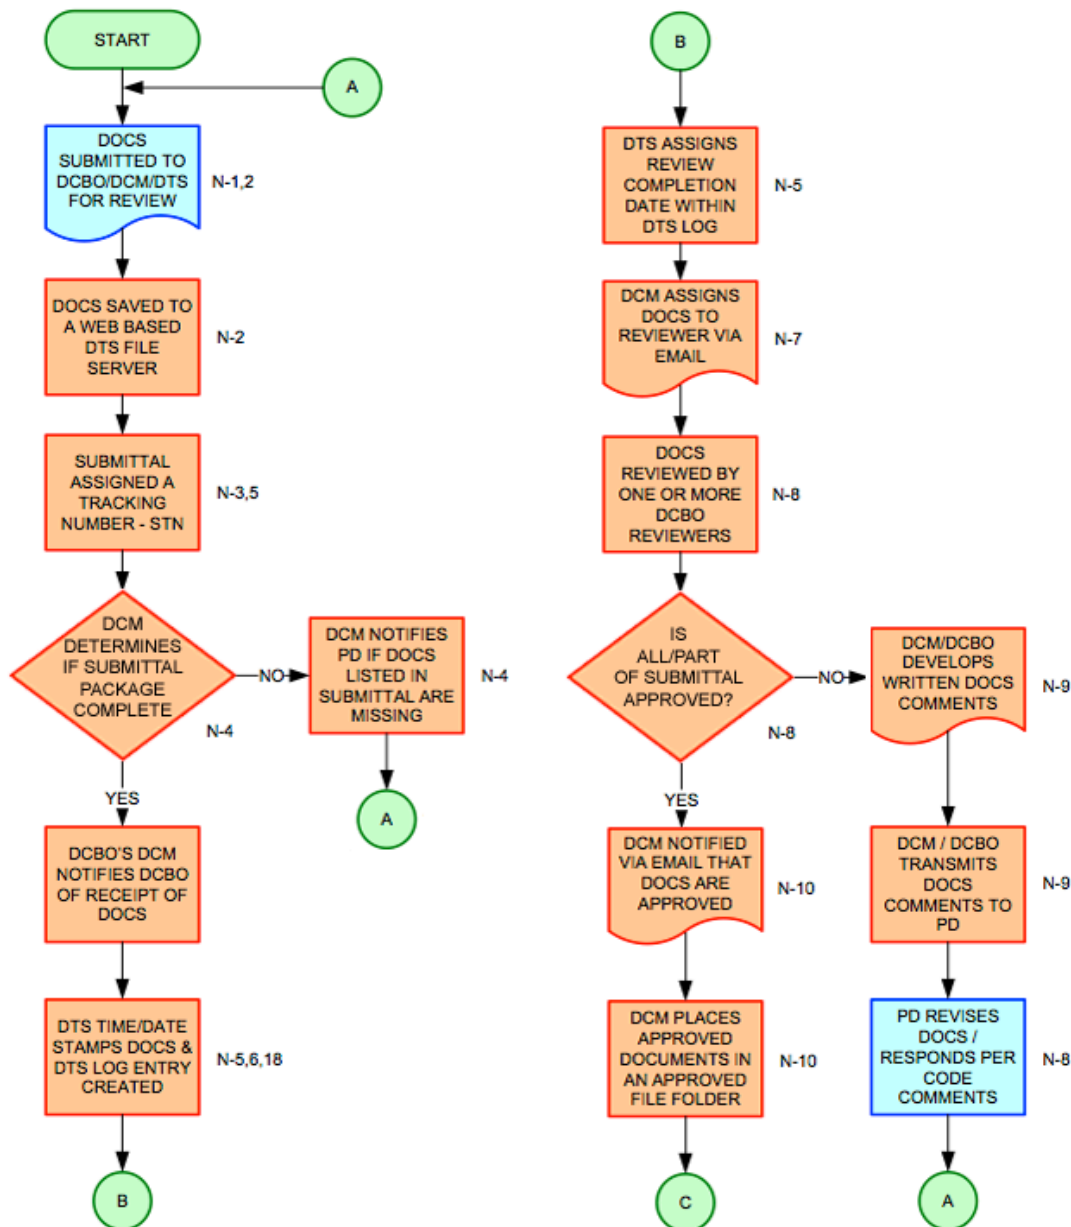 START
A
DOCS
SUBMITTED TO
DCBO/DCM/DTS
FOR REVIEW
N-1,2
DOCS SAVED TO
A WEB BASED
DTS FILE
SERVER
N-2
SUBMITTAL
ASSIGNED A
TRACKING
NUMBER - STN
N-3,5
DCM
DETERMINES
IF SUBMITTAL
PACKAGE
COMPLETE
N-4
NO
DCM NOTIFIES
PD IF DOCS
LISTED IN
SUBMITTAL ARE
MISSING
N-4
A
YES
DCBO'S DCM
NOTIFIES DCBO
OF RECEIPT OF
DOCS
DTS TIME/DATE
STAMPS DOCS &
DTS LOG ENTRY
CREATED
N-5,6,18
B
B
DTS ASSIGNS
REVIEW
COMPLETION
DATE WITHIN
DTS LOG
N-5
DCM ASSIGNS
DOCS TO
REVIEWER VIA
EMAIL
N-7
DOCS
REVIEWED BY
ONE OR MORE
DCBO
REVIEWERS
N-8
IS
ALL/PART
OF SUBMITTAL
APPROVED?
N-8
NO
DCM/DCBO
DEVELOPS
WRITTEN DOCS
COMMENTS
N-9
DCM / DCBO
TRANSMITS
DOCS
COMMENTS TO
PD
N-9
PD REVISES
DOCS /
RESPONDS PER
CODE
COMMENTS
N-8
A
YES
DCM NOTIFIED
VIA EMAIL THAT
DOCS ARE
APPROVED
N-10
DCM PLACES
APPROVED
DOCUMENTS IN
AN APPROVED
FILE FOLDER
N-10
C